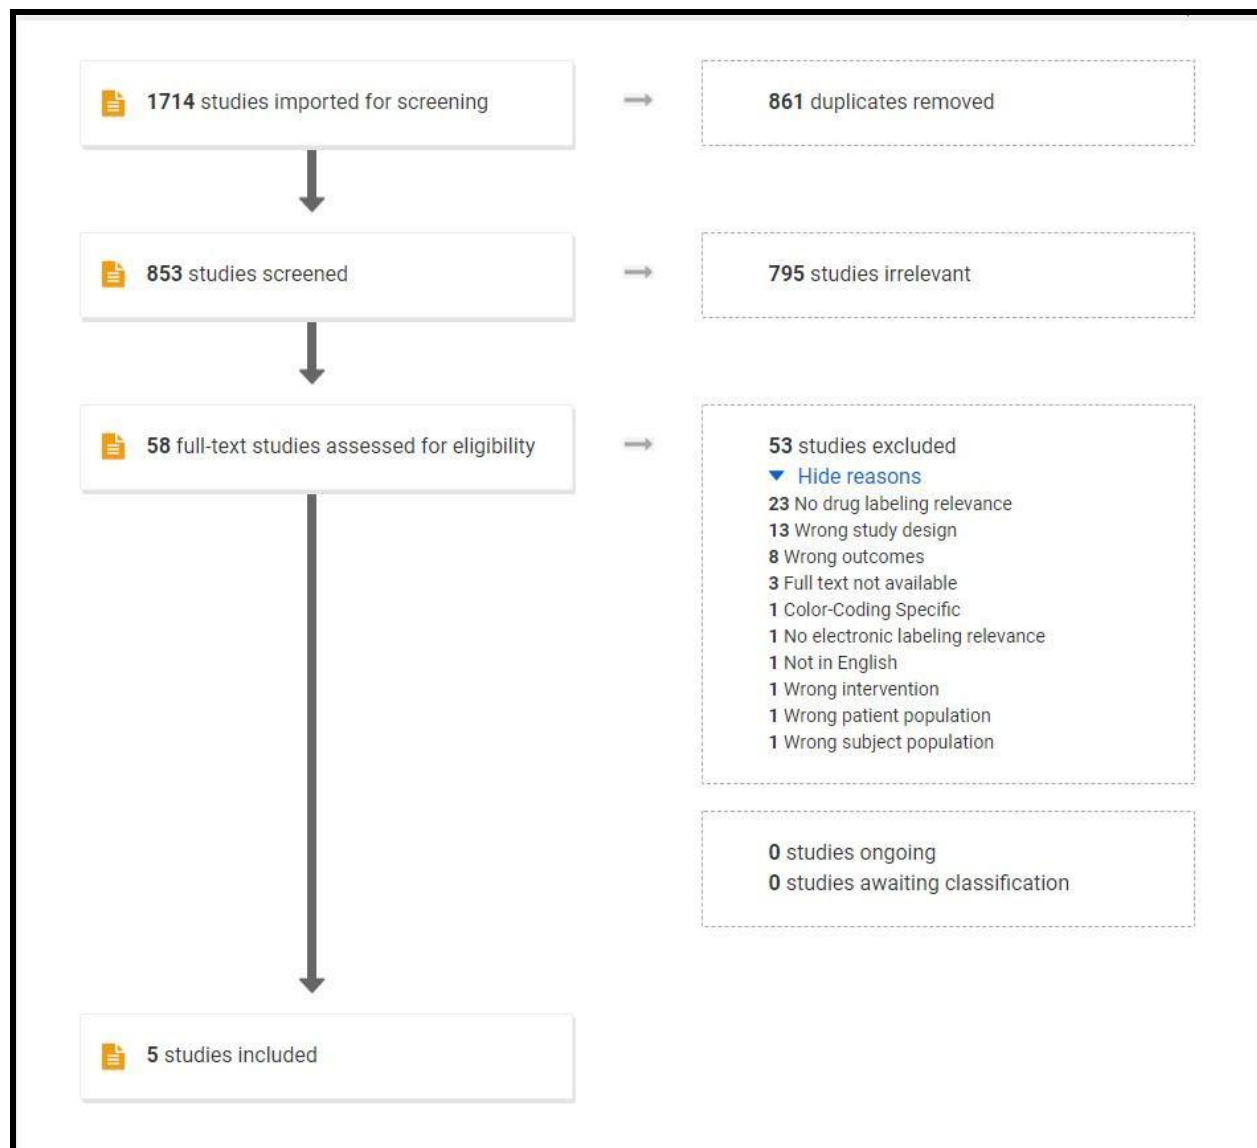 1714 studies imported for screening
861 duplicates removed
853 studies screened
795 studies irrelevant
58 full-text studies assessed for eligibility
53 studies excluded
Hide reasons
23 No drug labeling relevance
13 Wrong study design
8 Wrong outcomes
3 Full text not available
1 Color-Coding Specific
1 No electronic labeling relevance
1 Not in English
1 Wrong intervention
1 Wrong patient population
1 Wrong subject population
0 studies ongoing
0 studies awaiting classification
5 studies included